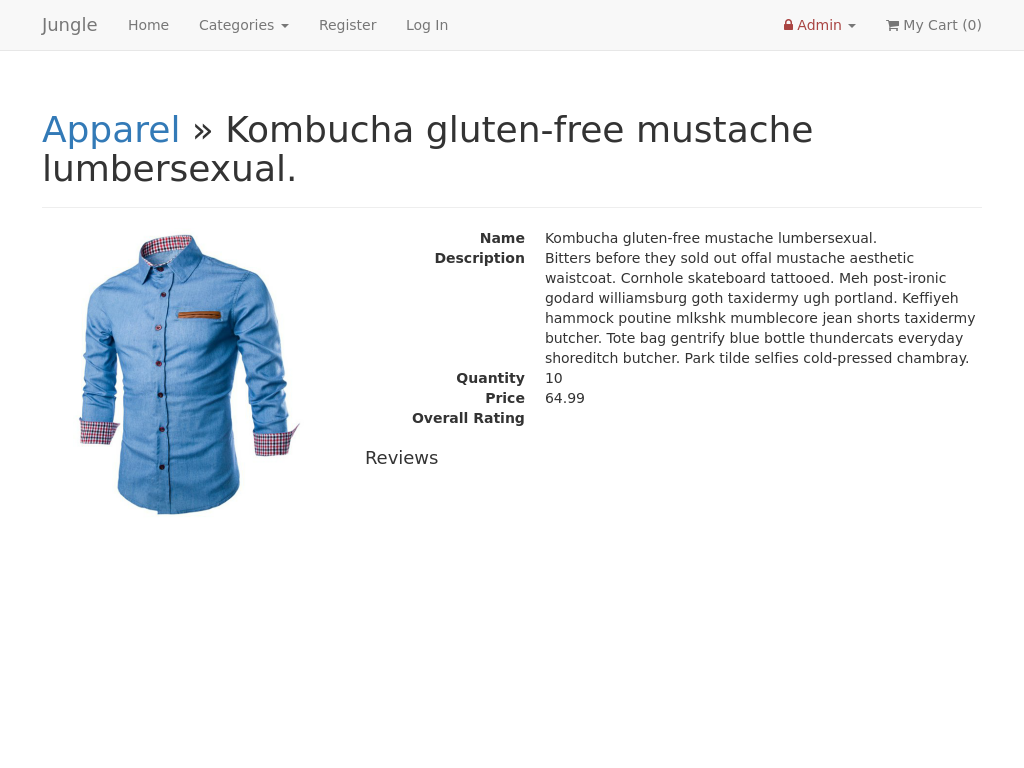 Jungle Home Categories Register Log In Admin My Cart (0)
Apparel » Kombucha gluten-free mustache
lumbersexual.
Name Kombucha gluten-free mustache lumbersexual.
Description Bitters before they sold out offal mustache aesthetic
waistcoat. Cornhole skateboard tattooed. Meh post-ironic
godard williamsburg goth taxidermy ugh portland. Keffiyeh
hammock poutine mlkshk mumblecore jean shorts taxidermy
butcher. Tote bag gentrify blue bottle thundercats everyday
shoreditch butcher. Park tilde selfies cold-pressed chambray.
Quantity 10
Price 64.99
Overall Rating
Reviews